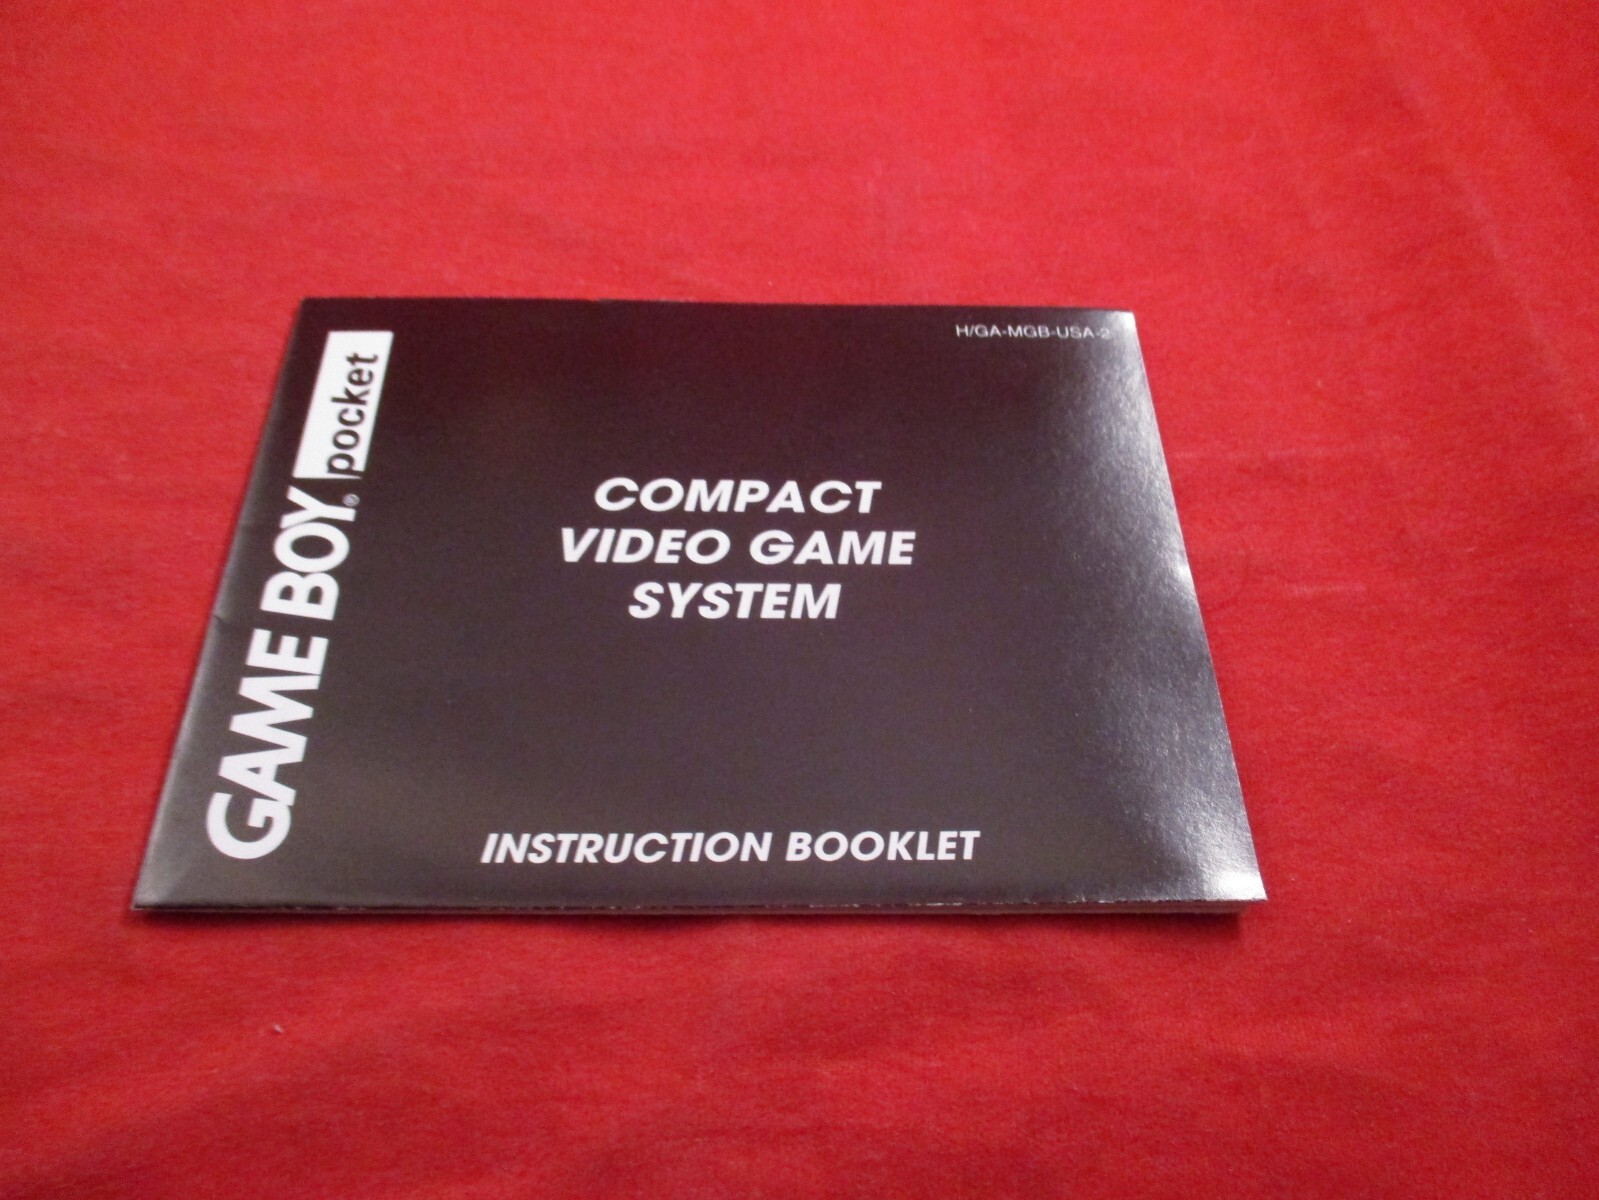 H/GA-MGB-USA-2
GAME BOY® pocket
COMPACT
VIDEO GAME
SYSTEM
INSTRUCTION BOOKLET